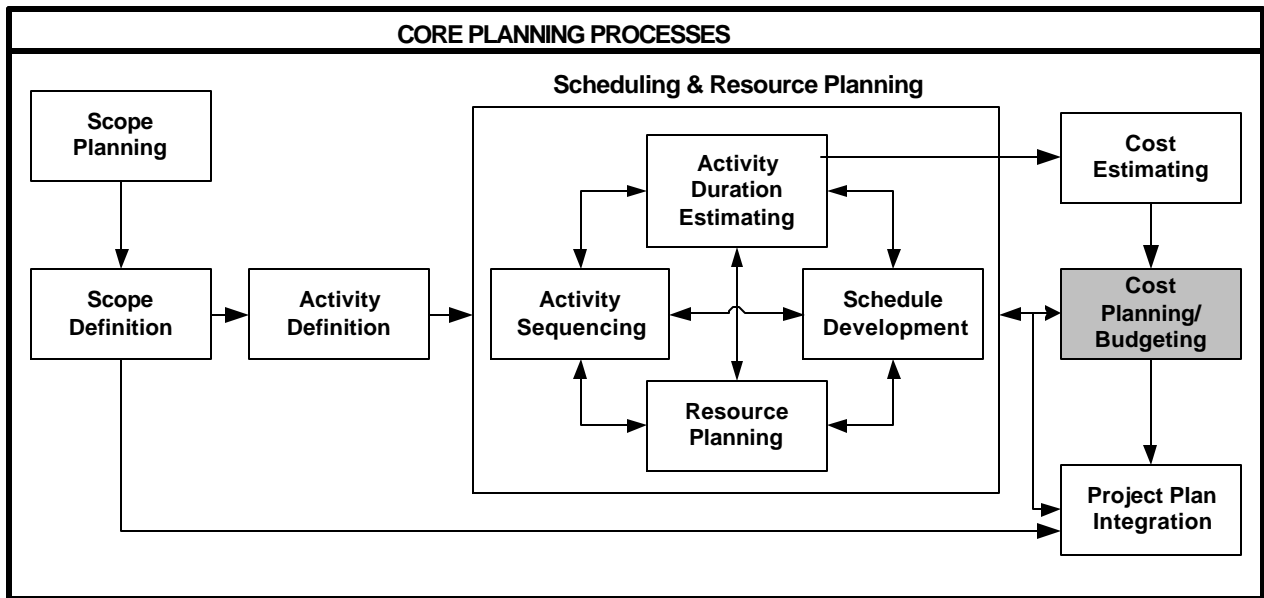 CORE PLANNING PROCESSES
Scheduling & Resource Planning
Scope
Planning
Activity
Duration
Estimating
Cost
Estimating
Scope
Definition
Activity
Definition
Activity
Sequencing
Schedule
Development
Cost
Planning/
Budgeting
Resource
Planning
Project Plan
Integration